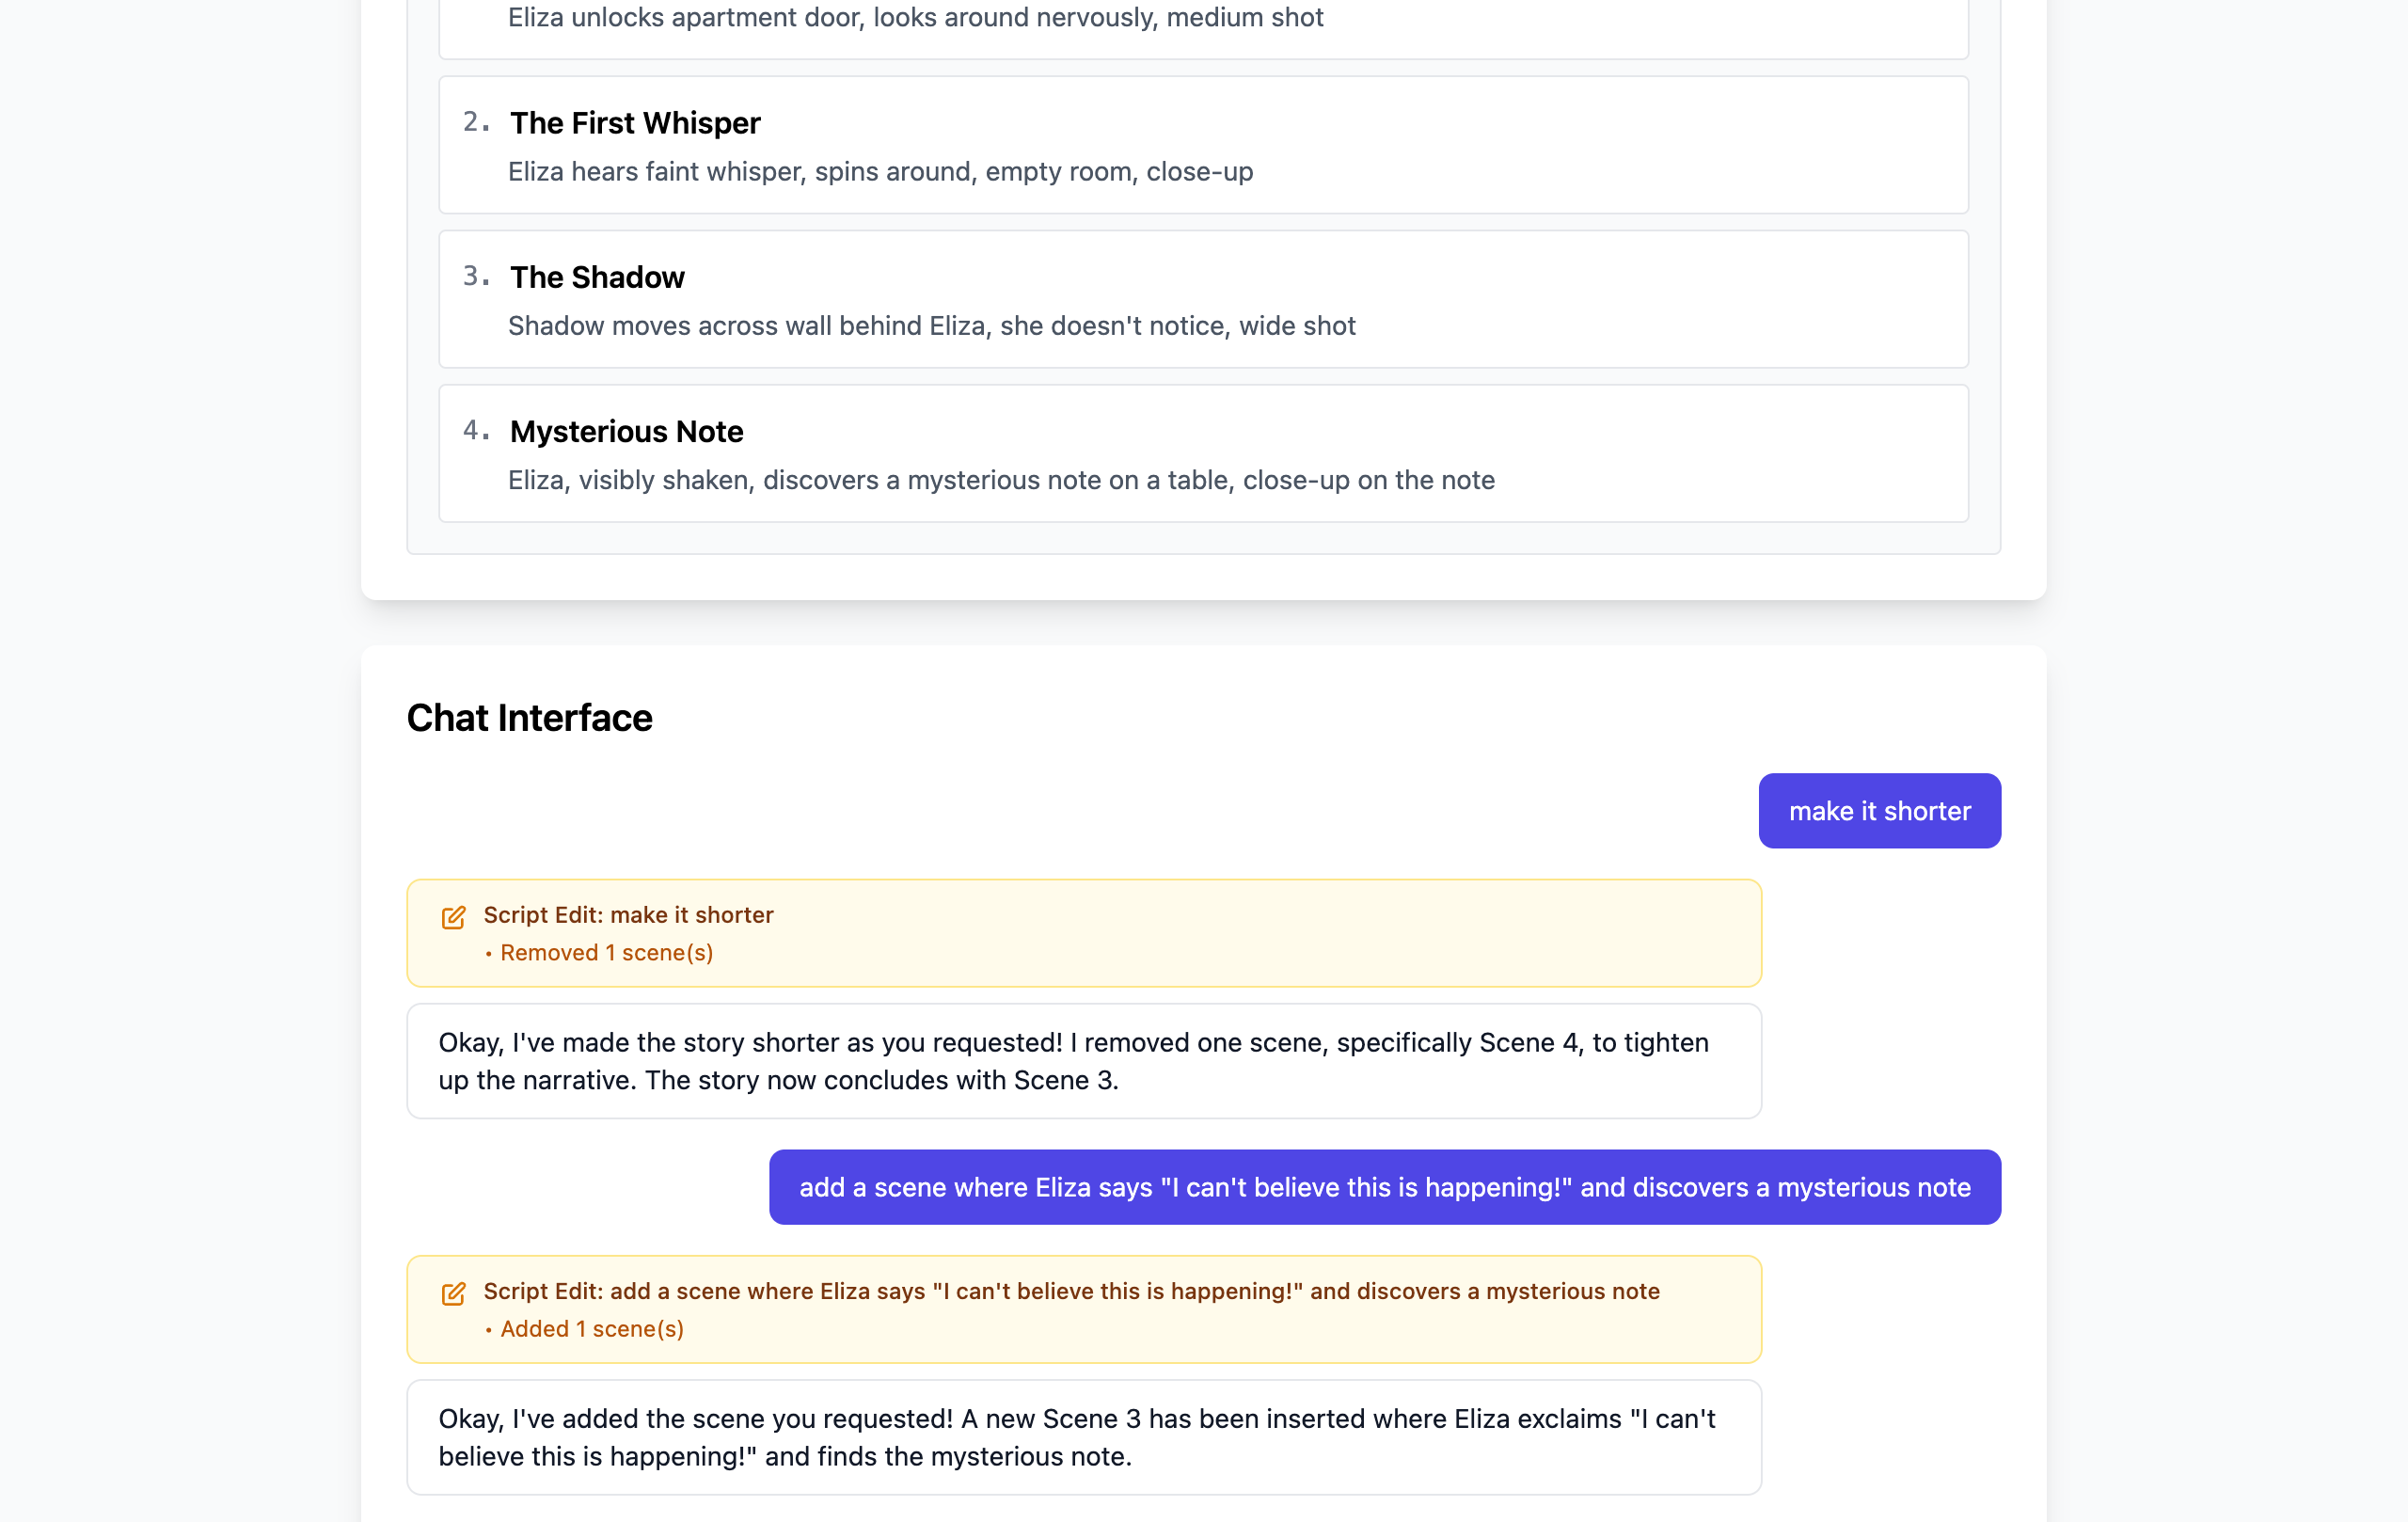 Eliza unlocks apartment door, looks around nervously, medium shot
2. The First Whisper
Eliza hears faint whisper, spins around, empty room, close-up
3. The Shadow
Shadow moves across wall behind Eliza, she doesn't notice, wide shot
4. Mysterious Note
Eliza, visibly shaken, discovers a mysterious note on a table, close-up on the note
Chat Interface
make it shorter
Script Edit: make it shorter
• Removed 1 scene(s)
Okay, I've made the story shorter as you requested! I removed one scene, specifically Scene 4, to tighten
up the narrative. The story now concludes with Scene 3.
add a scene where Eliza says "I can't believe this is happening!" and discovers a mysterious note
Script Edit: add a scene where Eliza says "I can't believe this is happening!" and discovers a mysterious note
• Added 1 scene(s)
Okay, I've added the scene you requested! A new Scene 3 has been inserted where Eliza exclaims "I can't
believe this is happening!" and finds the mysterious note.